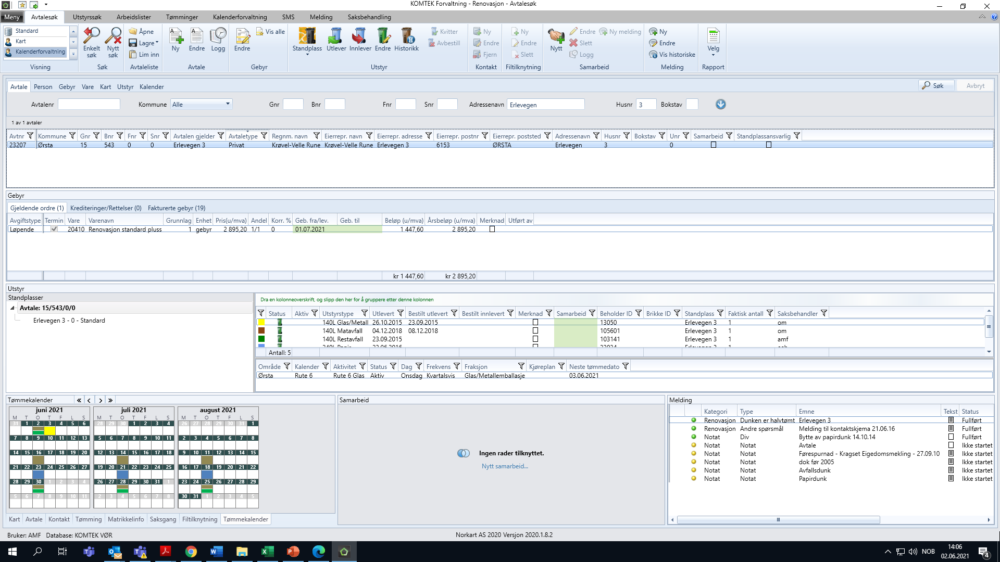 KOMTEK Forvaltning - Renovasjon - Avtalesøk
Meny Avtalesøk Utstyrssøk Arbeidslister Tømminger Kalenderforvaltning SMS Melding Saksbehandling
Standard
Kart
Kalenderforvaltning
Visning
Enkelt søk
Nytt søk
Søk
Åpne
Lagre
Lim inn
Avtaleliste
Ny Endre Logg
Avtale
Endre
Vis alle
Gebyr
Standplass Utlever Innlever Endre Historikk
Kvitter
Avbestill
Utstyr
Ny
Endre
Fjern
Kontakt
Ny
Endre
Slett
Filtilknytning
Nytt
Endre
Slett
Logg
Ny melding
Samarbeid
Ny
Endre
Vis historiske
Melding
Velg
Rapport
Avtale Person Gebyr Vare Kart Utstyr Kalender
Søk
Avbryt
Avtalenr Kommune Alle Gnr Bnr Fnr Snr Adressenavn Erlevegen Husnr 3 Bokstav
1 av 1 avtaler
Avtnr Kommune Gnr Bnr Fnr Snr Avtalen gjelder Avtaletype Regnm. navn Eierrepr. navn Eierrepr. adresse Eierrepr. postnr Eierrepr. poststed Adressenavn Husnr Bokstav Unr Samarbeid Standplassansvarlig
23207 Ørsta 15 543 0 0 Erlevegen 3 Privat Krøvel-Velle Rune Krøvel-Velle Rune Erlevegen 3 6153 ØRSTA Erlevegen 3 0
Gebyr
Gjeldende ordre (1) Krediteringer/Rettelser (0) Fakturerte gebyr (19)
Avgiftstype Termin Vare Varenavn Grunnlag Enhet Pris(u/mva) Andel Korr. % Geb. fra/lev. Geb. til Beløp (u/mva) Årsbeløp (u/mva) Merknad Utført av
Løpende 20410 Renovasjon standard pluss 1 gebyr 2 895,20 1/1 0 01.07.2021 1 447,60 2 895,20
kr 1 447,60 kr 2 895,20
Utstyr
Standplasser
Avtale: 15/543/0/0
Erlevegen 3 - 0 - Standard
Dra en kolonneoverskrift, og slipp den her for å gruppere etter denne kolonnen
Status Aktiv Utstyrstype Utlevert Bestilt utlevert Bestilt innlevert Merknad Samarbeid Beholder ID Brikke ID Standplass Faktisk antall Saksbehandler
140L Glas/Metall 26.10.2015 23.09.2015 13050 Erlevegen 3 1 om
140L Matavfall 04.12.2018 08.12.2018 105601 Erlevegen 3 1 om
140L Restavfall 23.09.2015 103141 Erlevegen 3 1 amf
Antall: 5
Område Kalender Aktivitet Status Dag Frekvens Fraksjon Kjøreplan Neste tømmedato
Ørsta Rute 6 Rute 6 Glas Aktiv Onsdag Kvartalsvis Glas/Metallemballasje 03.06.2021
Tømmekalender « < > »
juni 2021
M T O T F L S
31 1 2 3 4 5 6
7 8 9 10 11 12 13
14 15 16 17 18 19 20
21 22 23 24 25 26 27
28 29 30 1 2 3 4
5 6 7 8 9 10 11
juli 2021
M T O T F L S
28 29 30 1 2 3 4
5 6 7 8 9 10 11
12 13 14 15 16 17 18
19 20 21 22 23 24 25
26 27 28 29 30 31 1
2 3 4 5 6 7 8
august 2021
M T O T F L S
26 27 28 29 30 31 1
2 3 4 5 6 7 8
9 10 11 12 13 14 15
16 17 18 19 20 21 22
23 24 25 26 27 28 29
30 31 1 2 3 4 5
Kart Avtale Kontakt Tømming Matrikkelinfo Saksgang Filtilknytning Tømmekalender
Samarbeid
Ingen rader tilknyttet.
Nytt samarbeid...
Melding
Kategori Type Emne Tekst Status
Renovasjon Dunken er halvtømt Erlevegen 3 Fullført
Renovasjon Andre spørsmål Melding til kontaktskjema 21.06.16 Fullført
Notat Div Bytte av papirdunk 14.10.14 Fullført
Notat Notat Avtale Ikke startet
Notat Notat Førespurnad - Kragset Eigedomsmekling - 27.09.10 Ikke startet
Notat Notat dok før 2005 Ikke startet
Notat Notat Avfallsdunk Ikke startet
Notat Notat Papirdunk Ikke startet
Bruker: AMF Database: KOMTEK VØR
Norkart AS 2020 Versjon 2020.1.8.2
NOB
14:06
02.06.2021
4